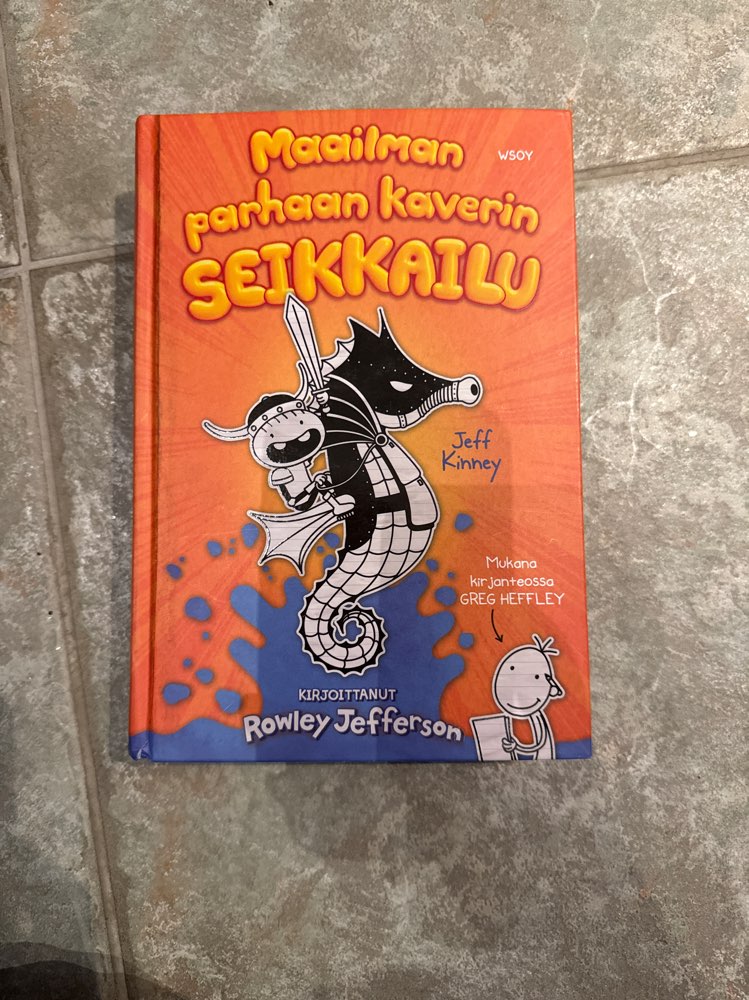 Maailman
WSOY
parhaan kaverin
SEIKKAILU
Jeff
Kinney
Mukana
kirjanteossa
GREG HEFFLEY
KIRJOITTANUT
Rowley Jefferson